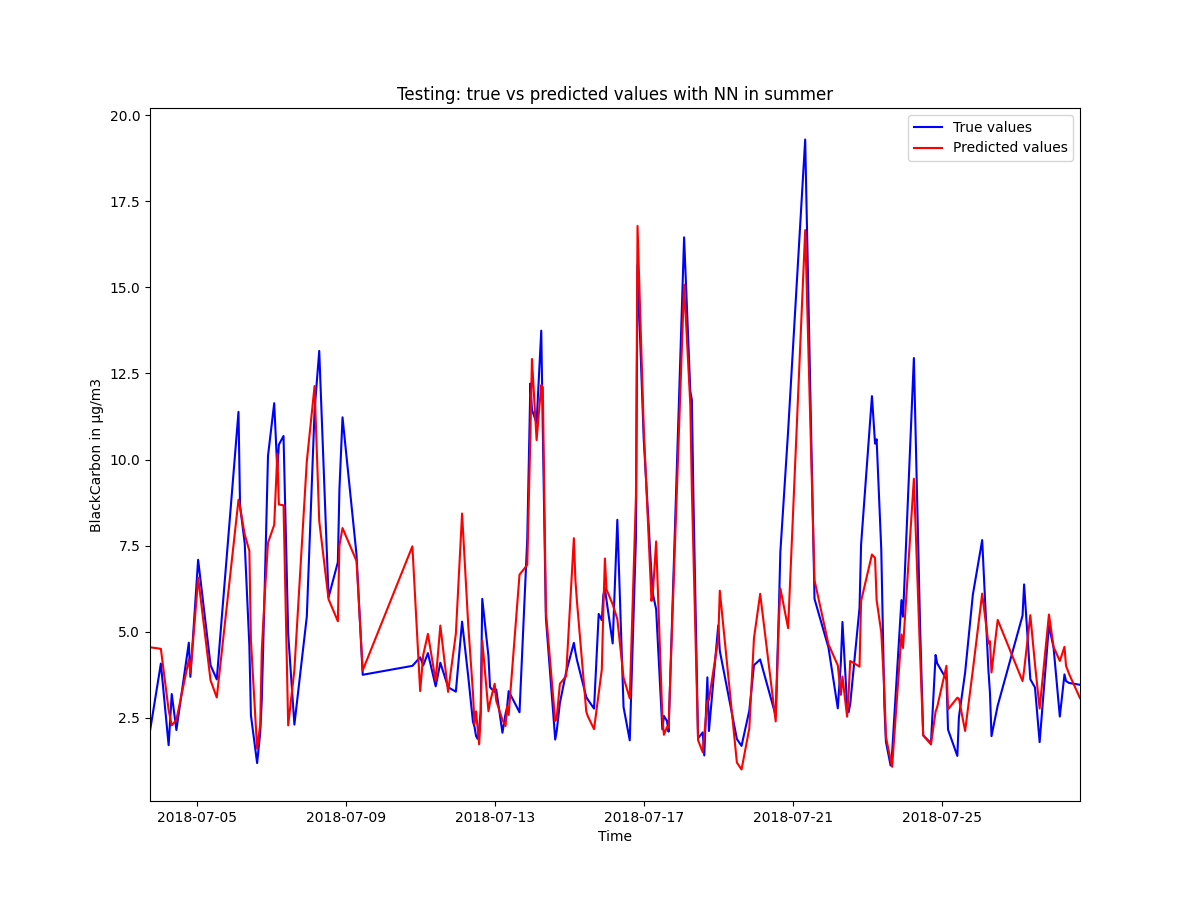 Testing: true vs predicted values with NN in summer
True values
Predicted values
BlackCarbon in µg/m3
20.0
17.5
15.0
12.5
10.0
7.5
5.0
2.5
2018-07-05
2018-07-09
2018-07-13
2018-07-17
2018-07-21
2018-07-25
Time